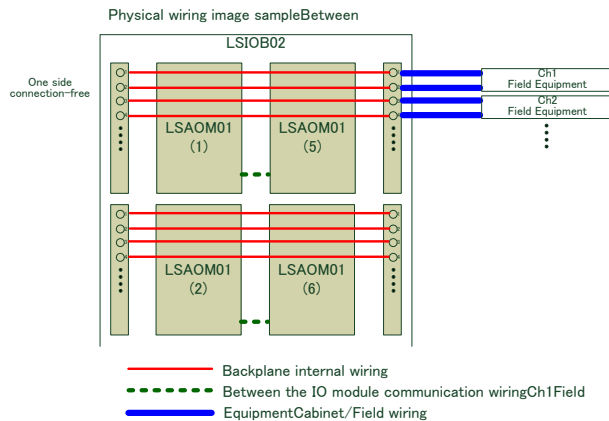 Physical wiring image sampleBetween
LSIOB02
One side
connection-free
Ch1
Field Equipment
Ch2
Field Equipment
LSAOM01
(1)
LSAOM01
(5)
LSAOM01
(2)
LSAOM01
(6)
Backplane internal wiring
Between the IO module communication wiringCh1Field
EquipmentCabinet/Field wiring